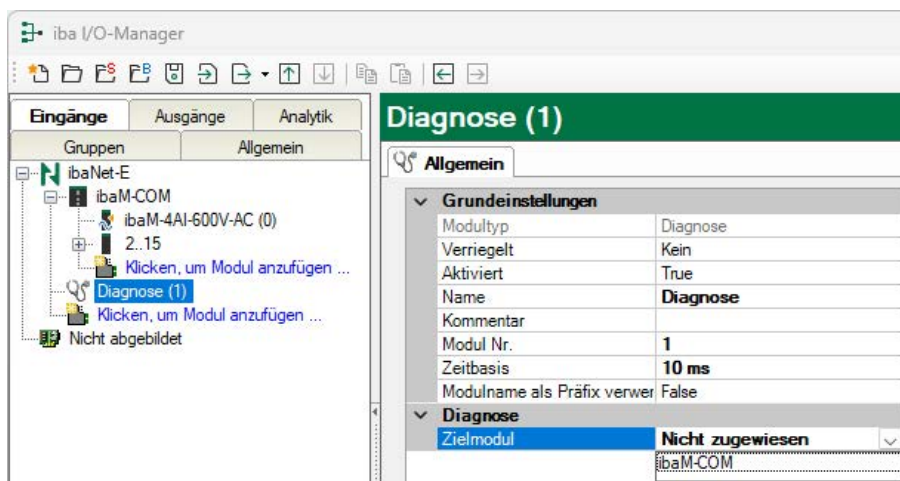 iba I/O-Manager
Eingänge Ausgänge Analytik
Gruppen Allgemein
ibaNet-E
ibaM-COM
ibaM-4AI-600V-AC (0)
2..15
Klicken, um Modul anzufügen ...
Diagnose (1)
Klicken, um Modul anzufügen ...
Nicht abgebildet
Diagnose (1)
Allgemein
Grundeinstellungen
Modultyp Diagnose
Verriegelt Kein
Aktiviert True
Name Diagnose
Kommentar
Modul Nr. 1
Zeitbasis 10 ms
Modulname als Präfix verwer False
Diagnose
Zielmodul Nicht zugewiesen
ibaM-COM